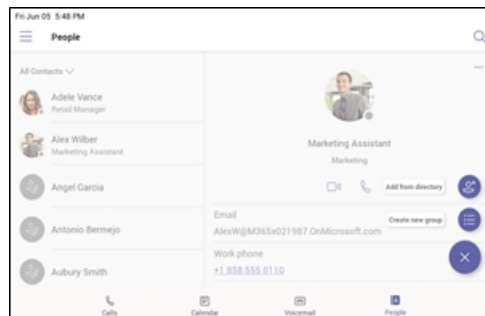 Fri Jun 05 5:48 PM
People
All Contacts
Adele Vance
Retail Manager
Alex Wilber
Marketing Assistant
Angel Garcia
Antonio Bermejo
Aubury Smith
Marketing Assistant
Marketing
Add from directory
Email
Create new group
AlexW@M365x021987.OnMicrosoft.com
Work phone
+1 858 555 0110
Calls
Calendar
Voicemail
People